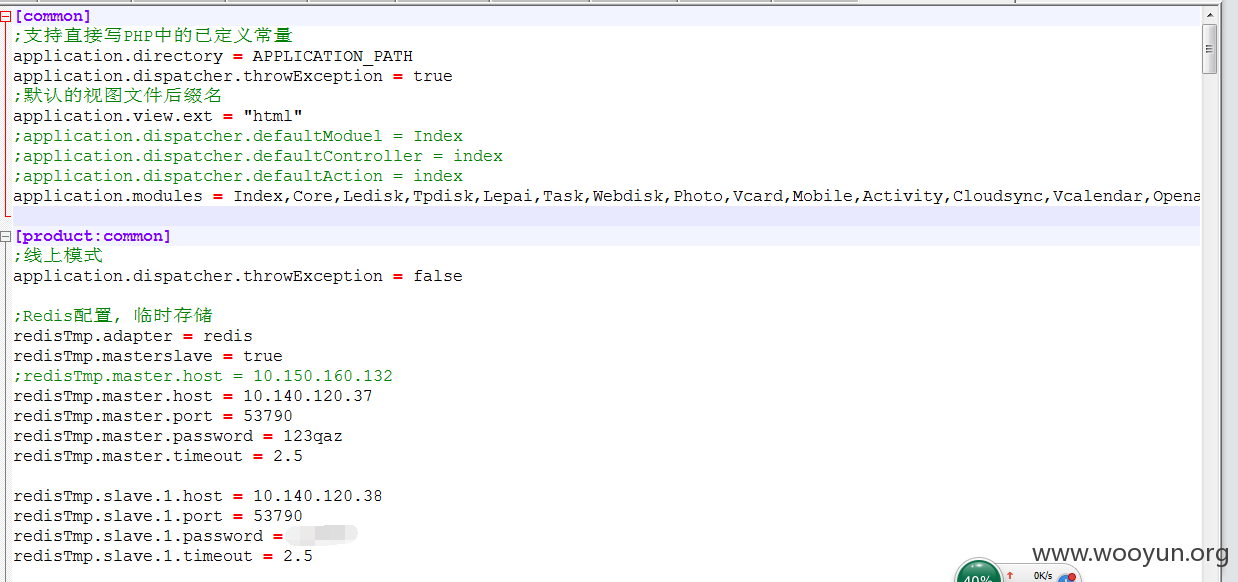 [common]
;支持直接写PHP中的已定义常量
application.directory = APPLICATION_PATH
application.dispatcher.throwException = true
;默认的视图文件后缀名
application.view.ext = "html"
;application.dispatcher.defaultModuel = Index
;application.dispatcher.defaultController = index
;application.dispatcher.defaultAction = index
application.modules = Index,Core,Ledisk,Tpdisk,Lepai,Task,Webdisk,Photo,Vcard,Mobile,Activity,Cloudsync,Vcalendar,Opena
[product:common]
;线上模式
application.dispatcher.throwException = false
;Redis配置, 临时存储
redisTmp.adapter = redis
redisTmp.masterslave = true
;redisTmp.master.host = 10.150.160.132
redisTmp.master.host = 10.140.120.37
redisTmp.master.port = 53790
redisTmp.master.password = 123qaz
redisTmp.master.timeout = 2.5
redisTmp.slave.1.host = 10.140.120.38
redisTmp.slave.1.port = 53790
redisTmp.slave.1.password =
redisTmp.slave.1.timeout = 2.5
www.wooyun.org
40%
0K/s